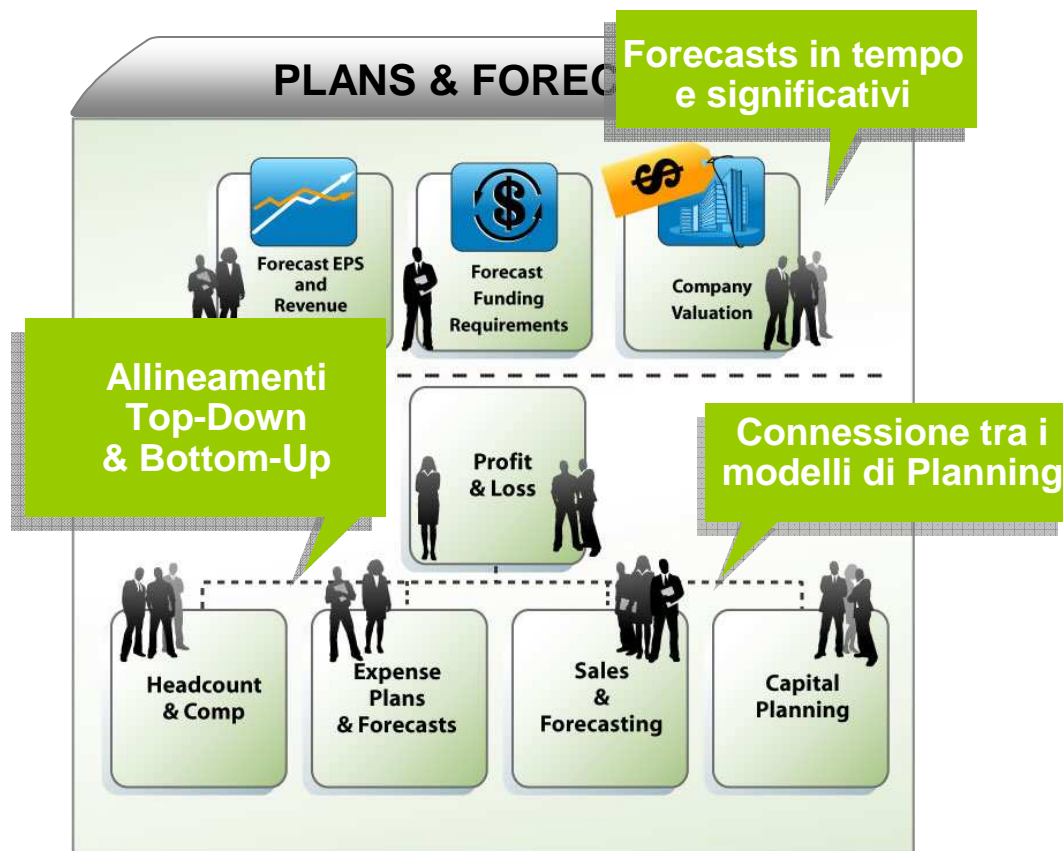 PLANS & FOREC
Forecasts in tempo
e significativi
Forecast EPS
and
Revenue
Forecast
Funding
Requirements
Company
Valuation
Allineamenti
Top-Down
& Bottom-Up
Profit
& Loss
Connessione tra i
modelli di Planning
Headcount
& Comp
Expense
Plans
& Forecasts
Sales
&
Forecasting
Capital
Planning